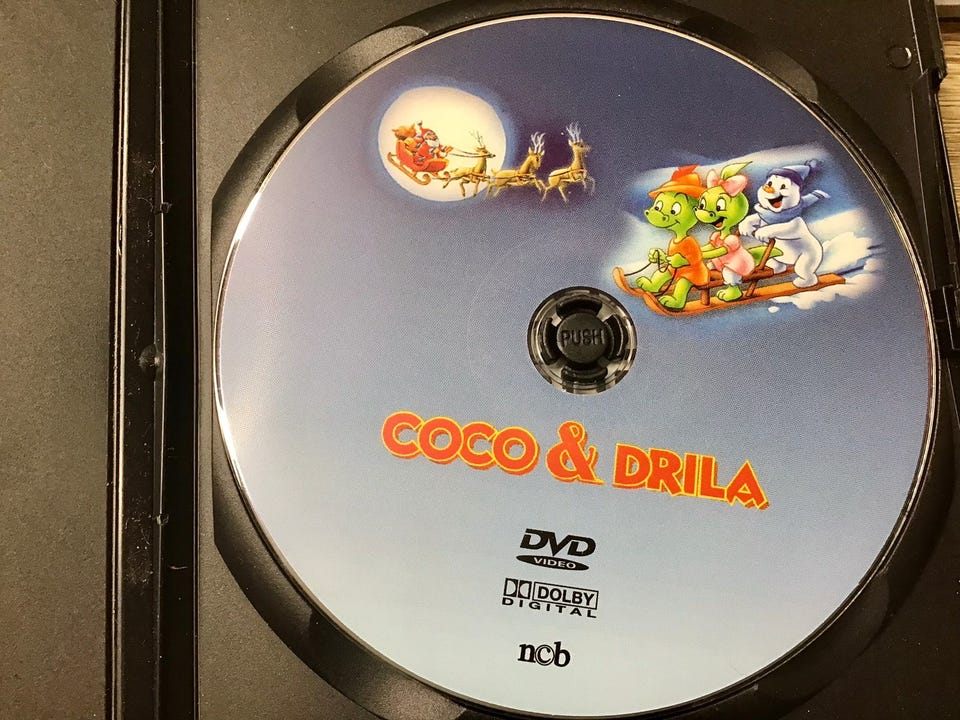 PUSH
COCO & DRILA
DVD
VIDEO
DOLBY
DIGITAL
ncb